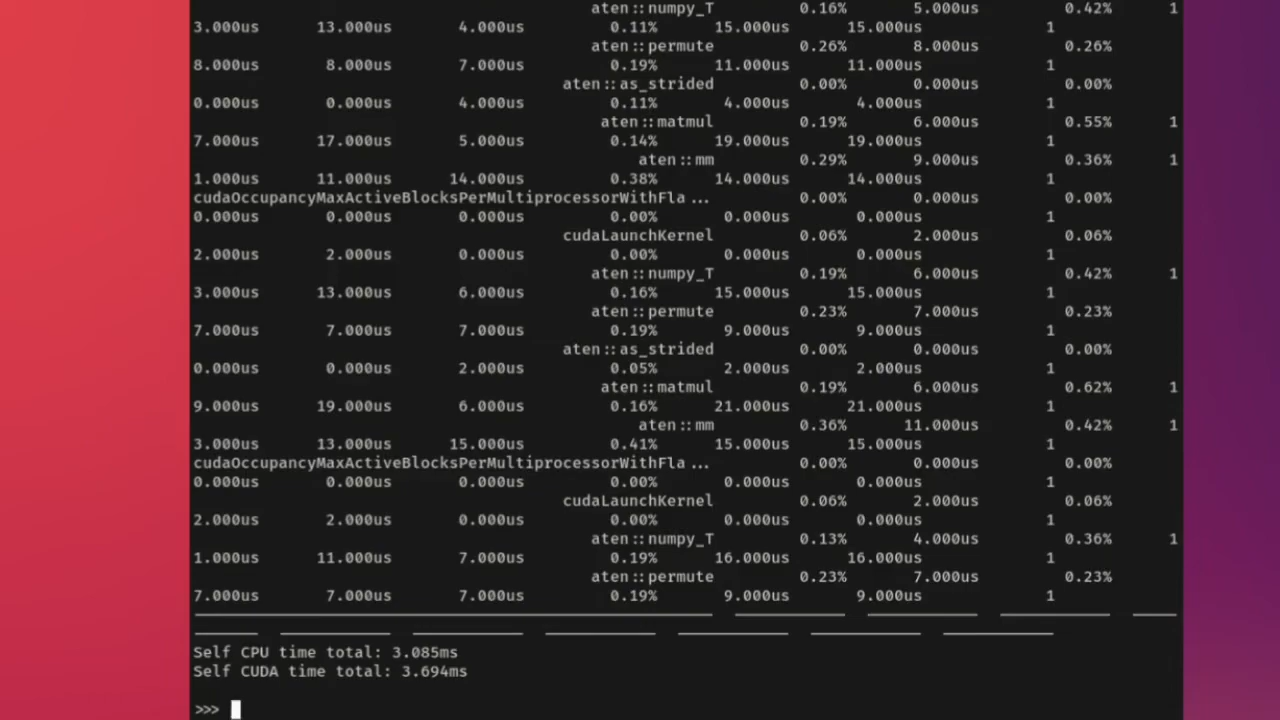 aten::numpy_T 0.16% 5.000us 0.42% 1
3.000us 13.000us 4.000us 0.11% 15.000us 15.000us 1
aten::permute 0.26% 8.000us 0.26%
8.000us 8.000us 7.000us 0.19% 11.000us 11.000us 1
aten::as_strided 0.00% 0.000us 0.00%
0.000us 0.000us 4.000us 0.11% 4.000us 4.000us 1
aten::matmul 0.19% 6.000us 0.55% 1
7.000us 17.000us 5.000us 0.14% 19.000us 19.000us 1
aten::mm 0.29% 9.000us 0.36% 1
1.000us 11.000us 14.000us 0.38% 14.000us 14.000us 1
cudaOccupancyMaxActiveBlocksPerMultiprocessorWithFla... 0.00% 0.000us 0.00%
0.000us 0.000us 0.000us 0.00% 0.000us 0.000us 1
cudaLaunchKernel 0.06% 2.000us 0.06%
2.000us 2.000us 0.000us 0.00% 0.000us 0.000us 1
aten::numpy_T 0.19% 6.000us 0.42% 1
3.000us 13.000us 6.000us 0.16% 15.000us 15.000us 1
aten::permute 0.23% 7.000us 0.23%
7.000us 7.000us 7.000us 0.19% 9.000us 9.000us 1
aten::as_strided 0.00% 0.000us 0.00%
0.000us 0.000us 2.000us 0.05% 2.000us 2.000us 1
aten::matmul 0.19% 6.000us 0.62% 1
9.000us 19.000us 6.000us 0.16% 21.000us 21.000us 1
aten::mm 0.36% 11.000us 0.42% 1
3.000us 13.000us 15.000us 0.41% 15.000us 15.000us 1
cudaOccupancyMaxActiveBlocksPerMultiprocessorWithFla... 0.00% 0.000us 0.00%
0.000us 0.000us 0.000us 0.00% 0.000us 0.000us 1
cudaLaunchKernel 0.06% 2.000us 0.06%
2.000us 2.000us 0.000us 0.00% 0.000us 0.000us 1
aten::numpy_T 0.13% 4.000us 0.36% 1
1.000us 11.000us 7.000us 0.19% 16.000us 16.000us 1
aten::permute 0.23% 7.000us 0.23%
7.000us 7.000us 7.000us 0.19% 9.000us 9.000us 1
Self CPU time total: 3.085ms
Self CUDA time total: 3.694ms
>>>